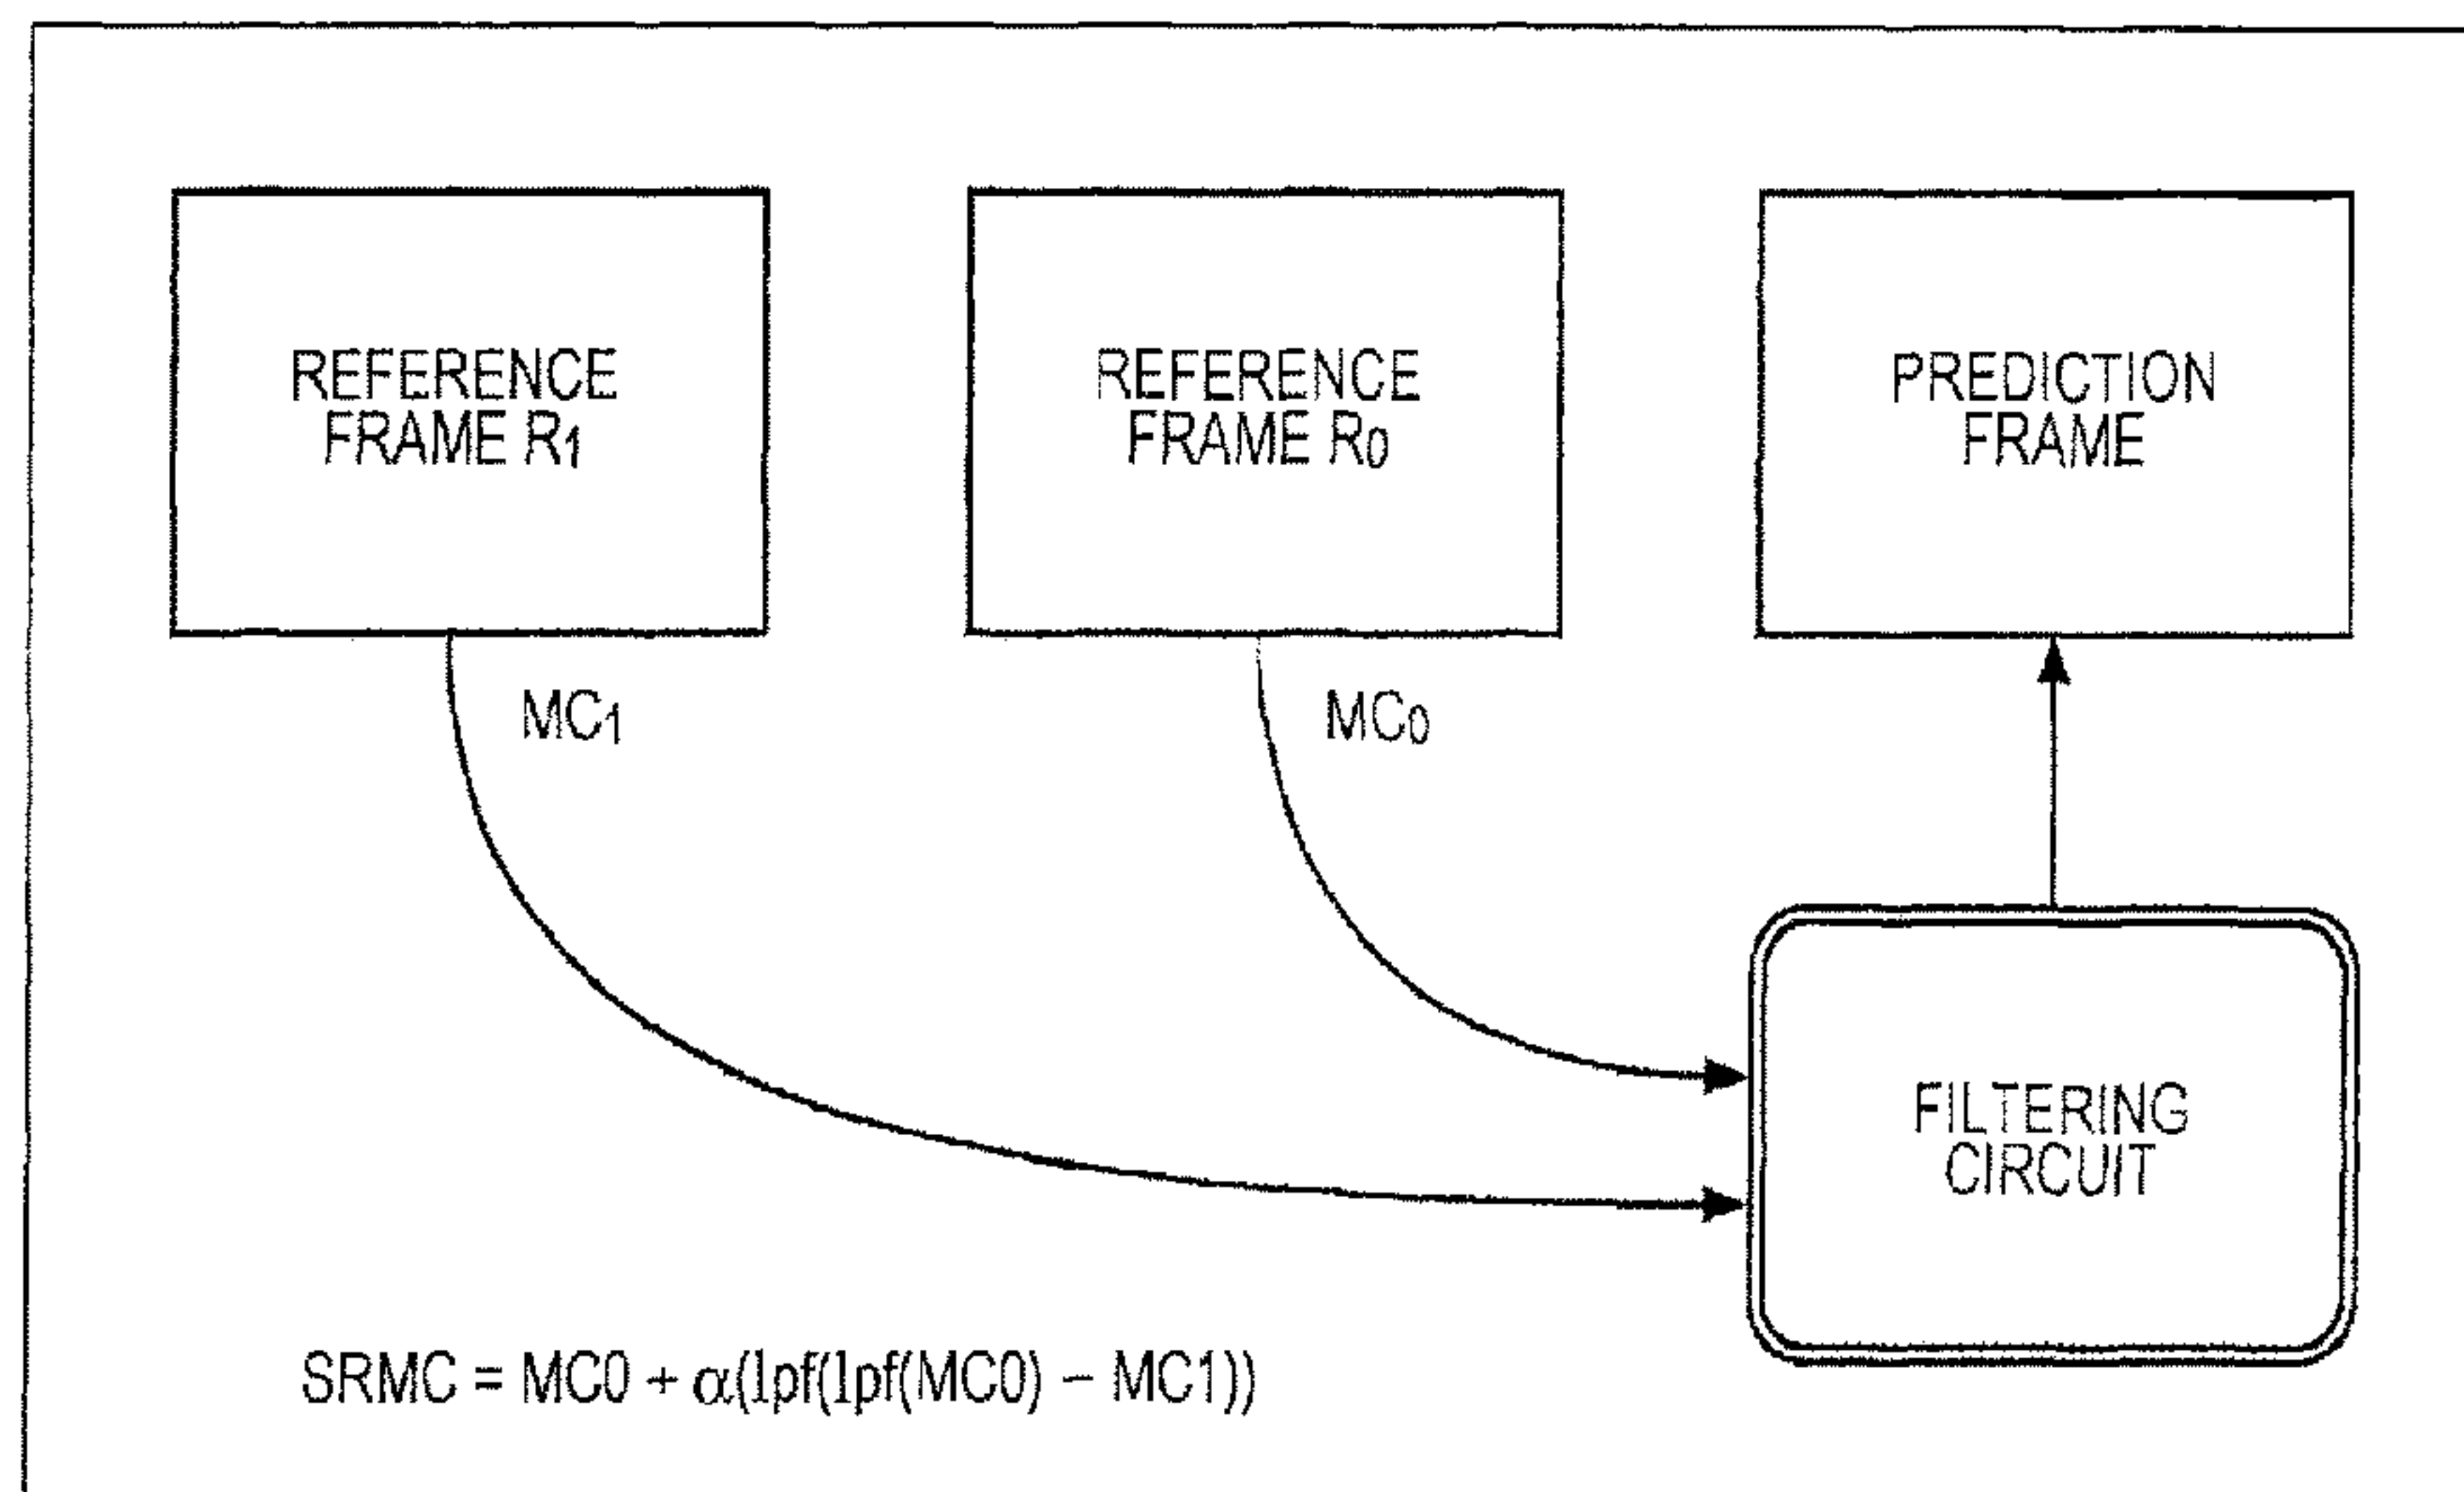 REFERENCE
FRAME R1
REFERENCE
FRAME R0
PREDICTION
FRAME
MC1
MC0
FILTERING
CIRCUIT
SRMC = MC0 + α(lpf(lpf(MC0) − MC1))